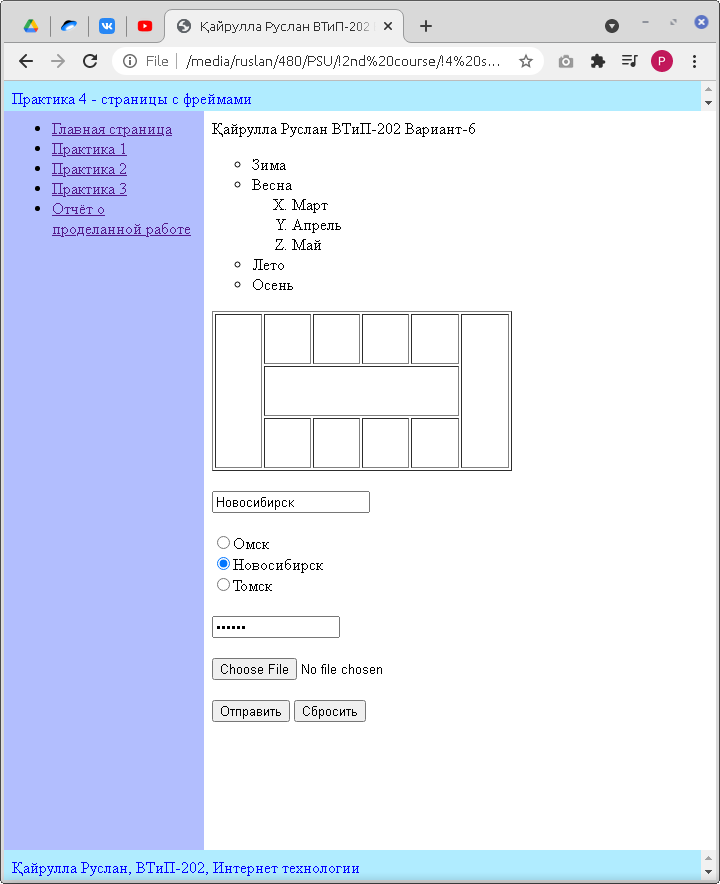 Қайрулла Руслан ВТиП-202
File
/media/ruslan/480/PSU/!2nd%20course/!4%20s...
P
Практика 4 - страницы с фреймами
Главная страница
Практика 1
Практика 2
Практика 3
Отчёт о
проделанной работе
Қайрулла Руслан ВТиП-202 Вариант-6
Зима
Весна
X. Март
Y. Апрель
Z. Май
Лето
Осень
Новосибирск
Омск
Новосибирск
Томск
••••••
Choose File No file chosen
Отправить Сбросить
Қайрулла Руслан, ВТиП-202, Интернет технологии